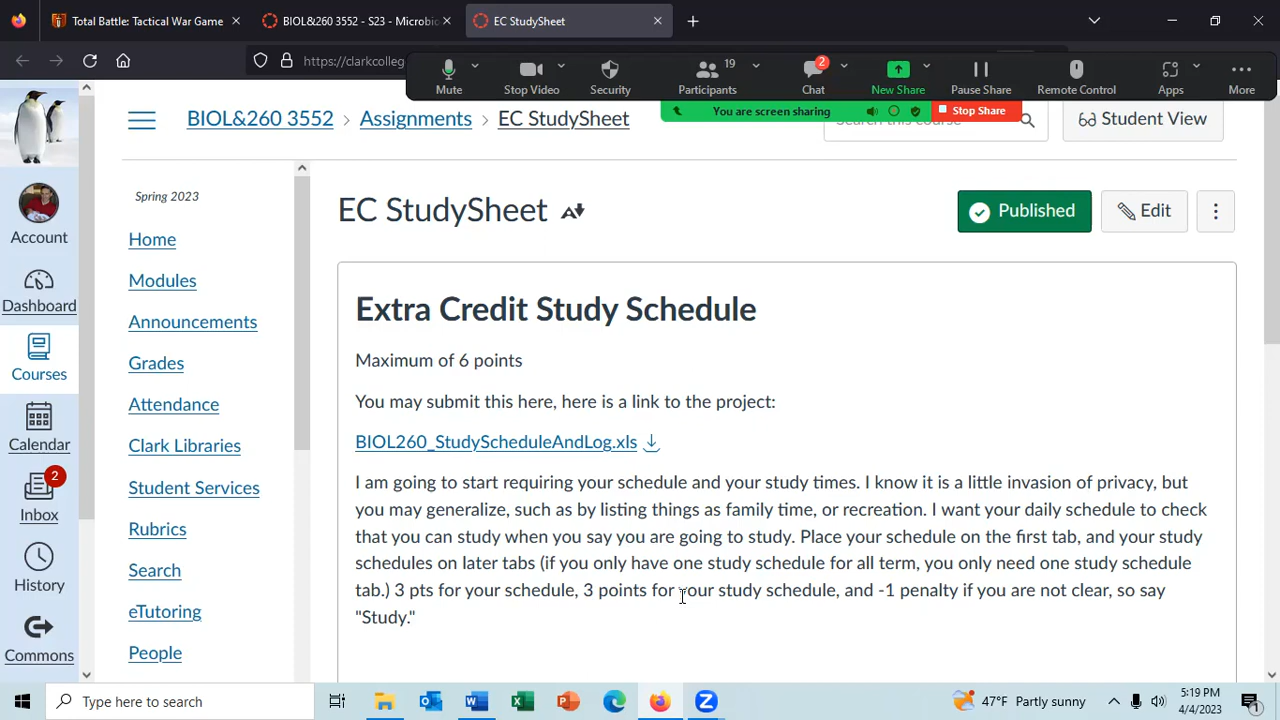 Total Battle: Tactical War Game
BIOL&260 3552 - S23 - Microbio
EC StudySheet
https://clarkcolleg
Mute
Stop Video
Security
19
Participants
2
Chat
New Share
Pause Share
Remote Control
Apps
More
You are screen sharing
Stop Share
BIOL&260 3552 > Assignments > EC StudySheet
Search this course
Student View
Account
Dashboard
Courses
Calendar
2
Inbox
History
Commons
Spring 2023
Home
Modules
Announcements
Grades
Attendance
Clark Libraries
Student Services
Rubrics
Search
eTutoring
People
EC StudySheet
Published
Edit
Extra Credit Study Schedule
Maximum of 6 points
You may submit this here, here is a link to the project:
BIOL260_StudyScheduleAndLog.xls
I am going to start requiring your schedule and your study times. I know it is a little invasion of privacy, but
you may generalize, such as by listing things as family time, or recreation. I want your daily schedule to check
that you can study when you say you are going to study. Place your schedule on the first tab, and your study
schedules on later tabs (if you only have one study schedule for all term, you only need one study schedule
tab.) 3 pts for your schedule, 3 points for your study schedule, and -1 penalty if you are not clear, so say
"Study."
Type here to search
47°F Partly sunny
5:19 PM
4/4/2023
1